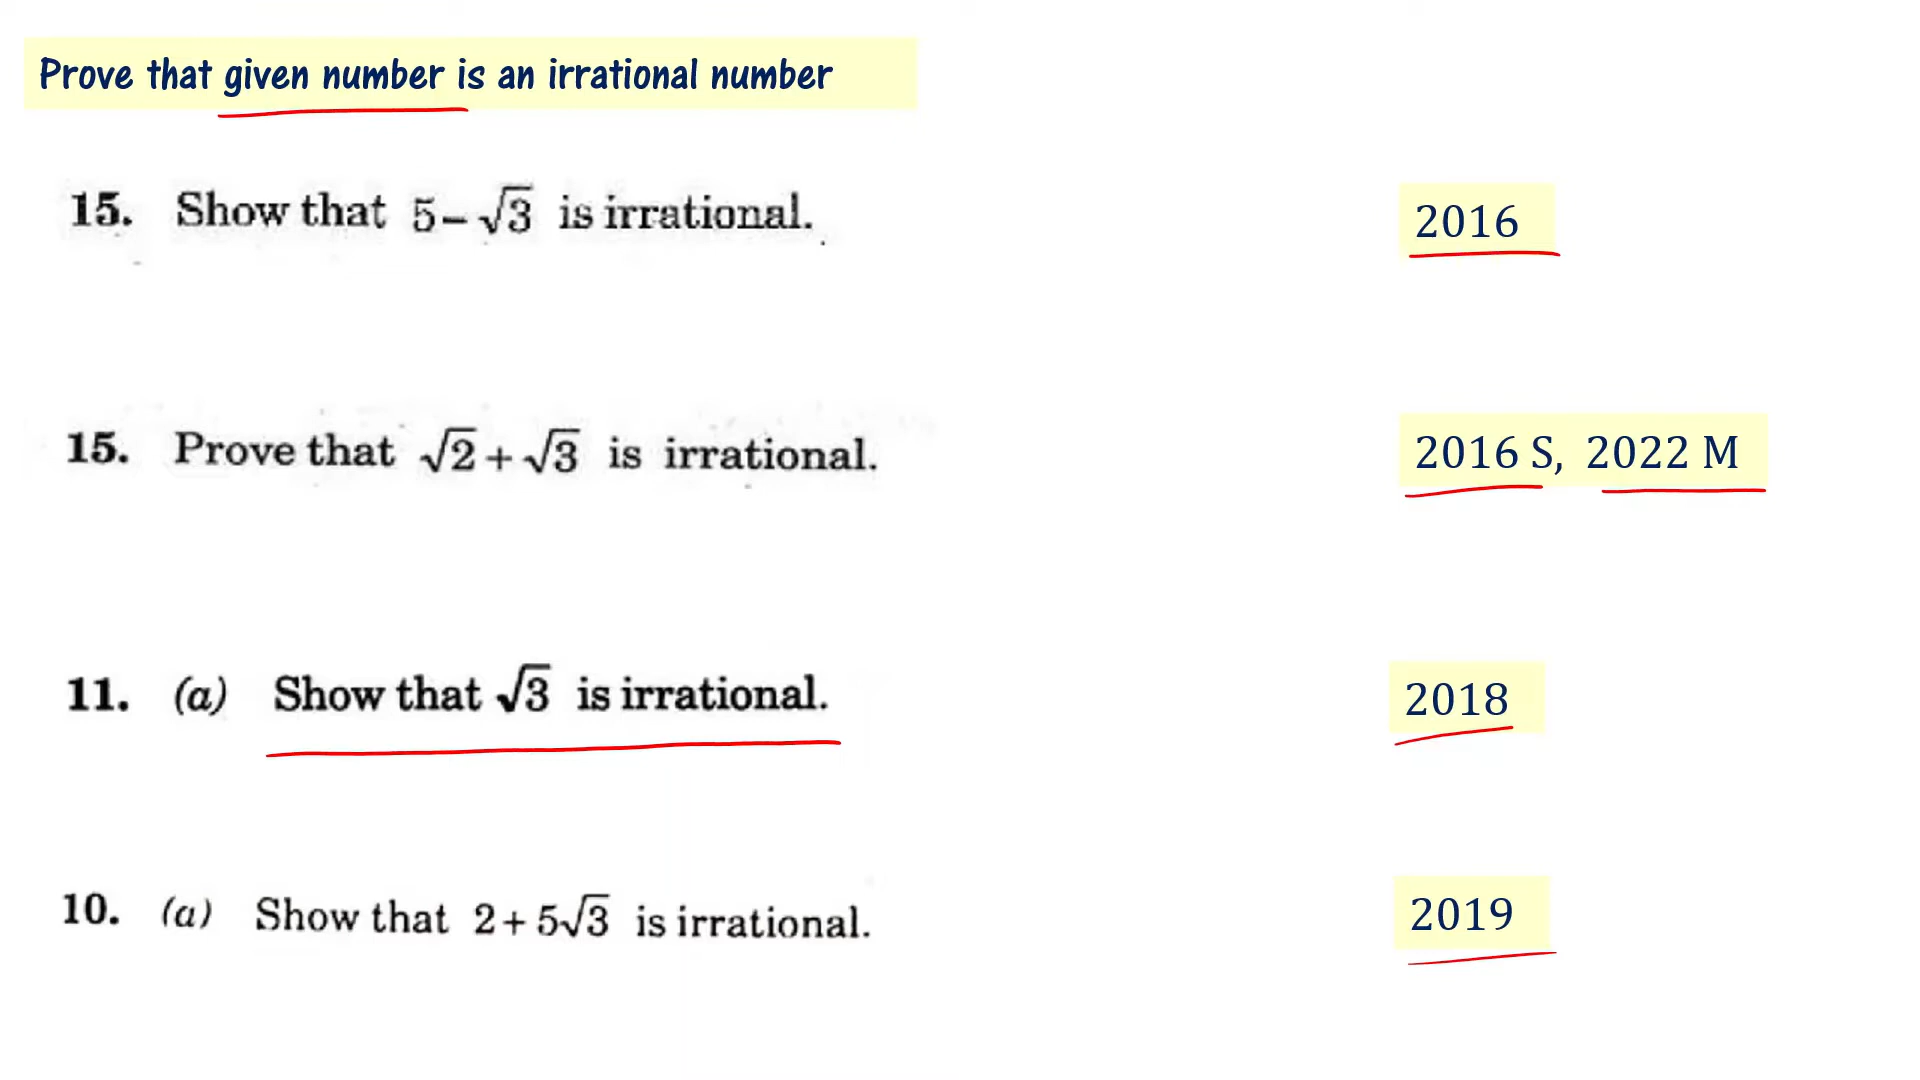 Prove that given number is an irrational number
15. Show that 5-√3 is irrational.
2016
15. Prove that √2+√3 is irrational.
2016 S, 2022 M
11. (a) Show that √3 is irrational.
2018
10. (a) Show that 2+5√3 is irrational.
2019